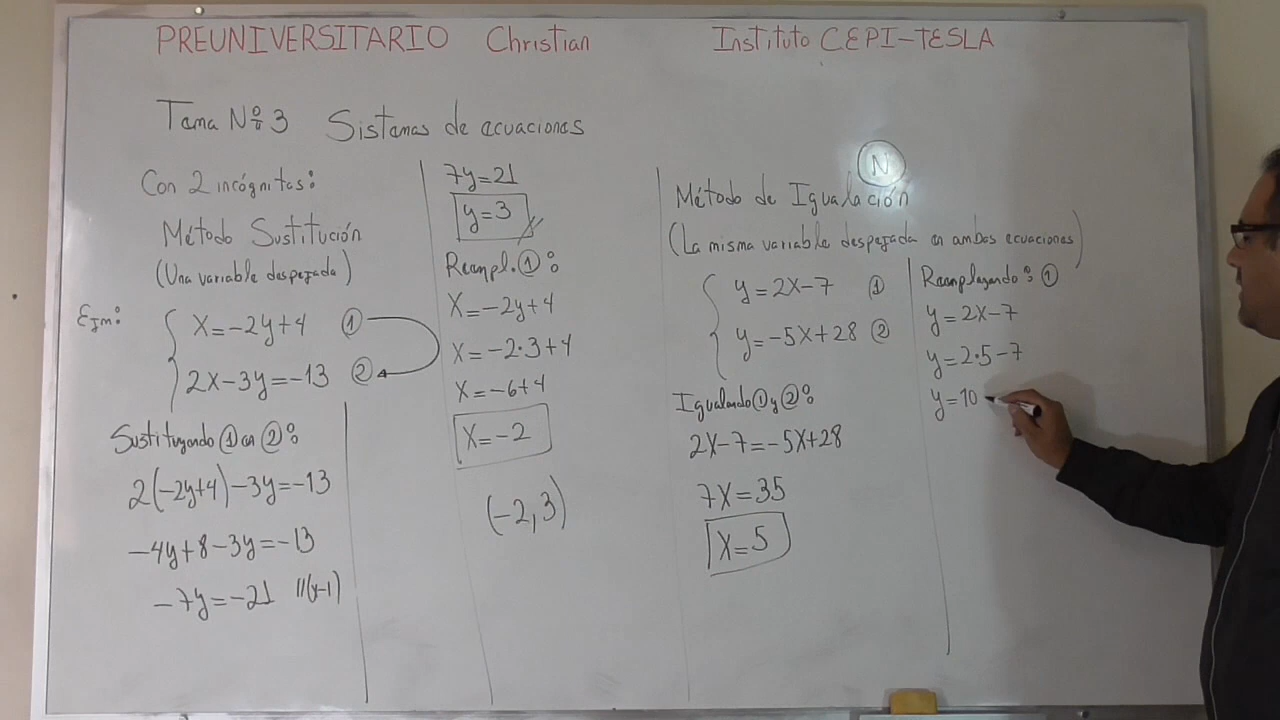 PREUNIVERSITARIO Christian Instituto CEPI-TESLA
Tema Nº 3 Sistemas de ecuaciones
Con 2 incógnitas:
Método Sustitución
(Una variable despejada)
Ejm:
x=-2y+4 ①
2x-3y=-13 ②
Sustituyendo ① en ②:
2(-2y+4)-3y=-13
-4y+8-3y=-13
-7y=-21 //(x-1)
7y=21
y=3
Reempl. ①:
x=-2y+4
x=-2·3+4
x=-6+4
x=-2
(-2,3)
N
Método de Igualación
(La misma variable despejada en ambas ecuaciones)
y=2x-7 ①
y=-5x+28 ②
Igualando ① y ②:
2x-7=-5x+28
7x=35
x=5
Reemplazando: ①
y=2x-7
y=2·5-7
y=10